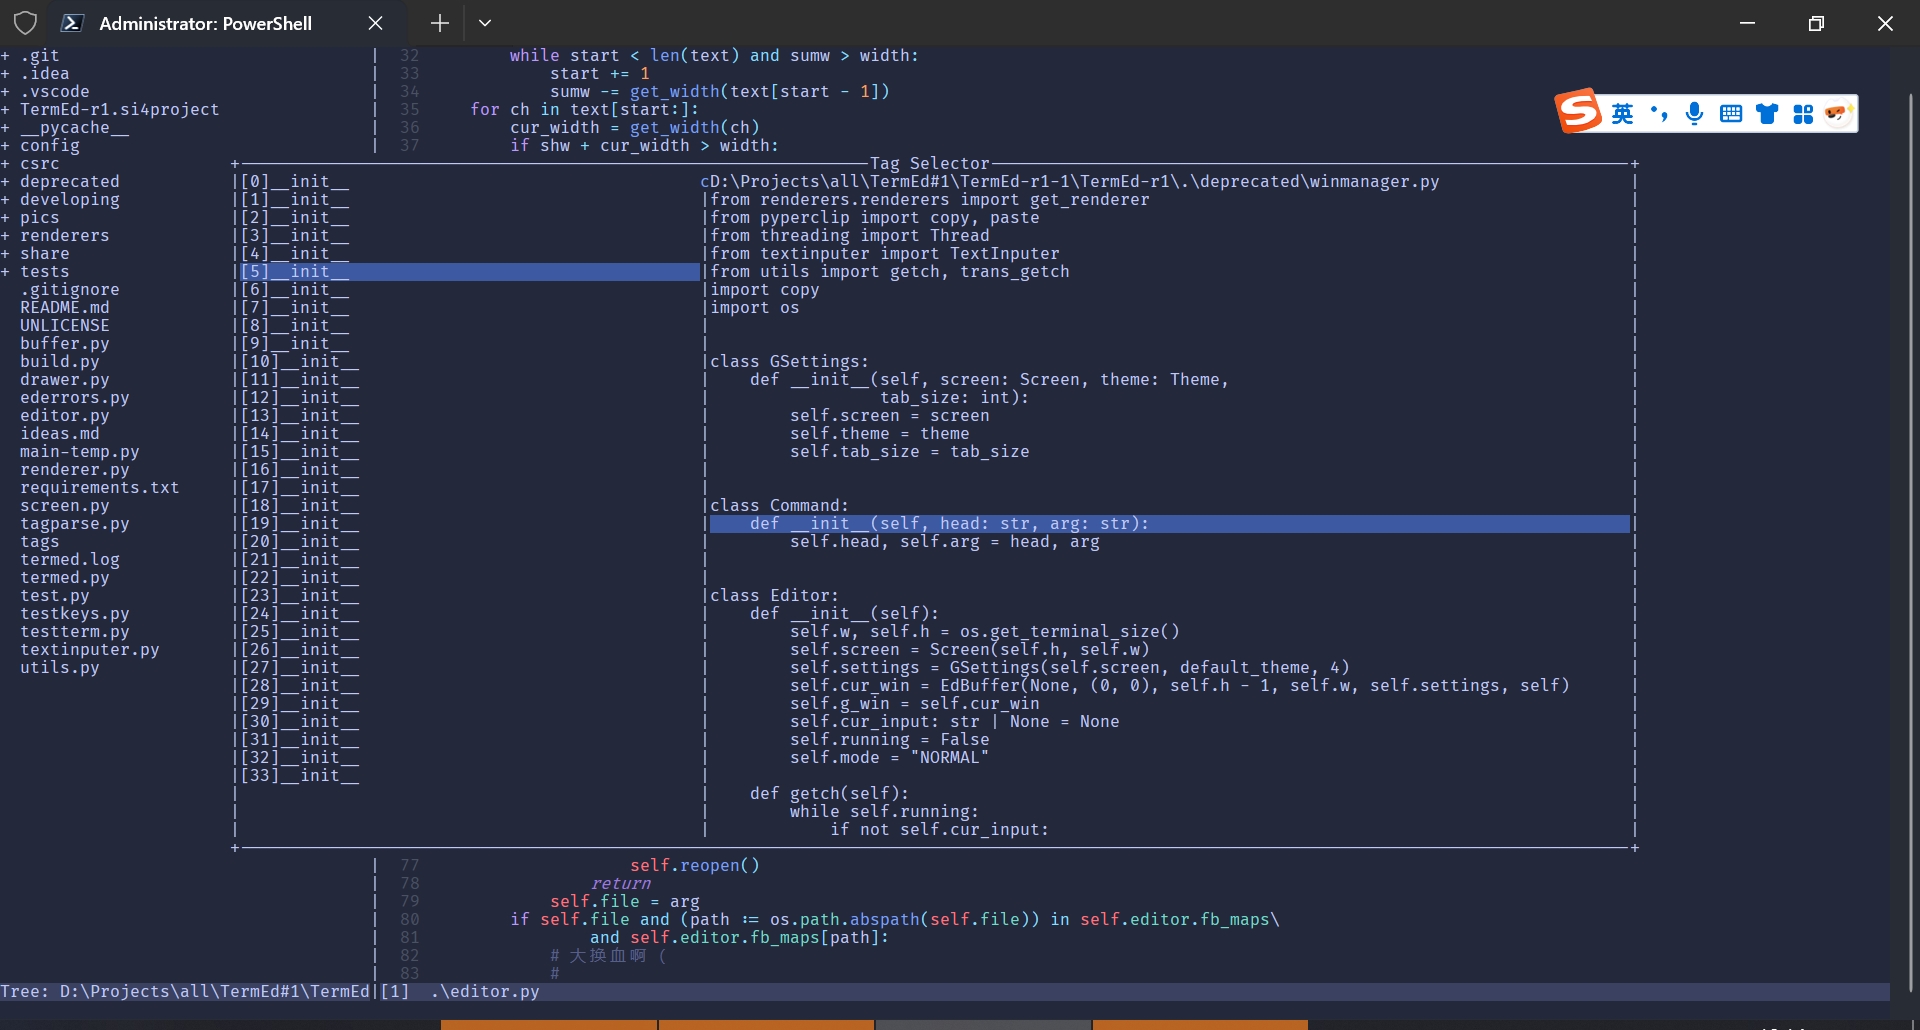 Administrator: PowerShell
+ .git
+ .idea
+ .vscode
+ TermEd-r1.si4project
+ __pycache__
+ config
+ csrc
+ deprecated
+ developing
+ pics
+ renderers
+ share
+ tests
.gitignore
README.md
UNLICENSE
buffer.py
build.py
drawer.py
ederrors.py
editor.py
ideas.md
main-temp.py
renderer.py
requirements.txt
screen.py
tagparse.py
tags
termed.log
termed.py
test.py
testkeys.py
testterm.py
textinputer.py
utils.py
32 while start < len(text) and sumw > width:
33 start += 1
34 sumw -= get_width(text[start - 1])
35 for ch in text[start:]:
36 cur_width = get_width(ch)
37 if shw + cur_width > width:
英
Tag Selector
[0]__init__
[1]__init__
[2]__init__
[3]__init__
[4]__init__
[5]__init__
[6]__init__
[7]__init__
[8]__init__
[9]__init__
[10]__init__
[11]__init__
[12]__init__
[13]__init__
[14]__init__
[15]__init__
[16]__init__
[17]__init__
[18]__init__
[19]__init__
[20]__init__
[21]__init__
[22]__init__
[23]__init__
[24]__init__
[25]__init__
[26]__init__
[27]__init__
[28]__init__
[29]__init__
[30]__init__
[31]__init__
[32]__init__
[33]__init__
cD:\Projects\all\TermEd#1\TermEd-r1-1\TermEd-r1\.\deprecated\winmanager.py
from renderers.renderers import get_renderer
from pyperclip import copy, paste
from threading import Thread
from textinputer import TextInputer
from utils import getch, trans_getch
import copy
import os
class GSettings:
def __init__(self, screen: Screen, theme: Theme,
tab_size: int):
self.screen = screen
self.theme = theme
self.tab_size = tab_size
class Command:
def __init__(self, head: str, arg: str):
self.head, self.arg = head, arg
class Editor:
def __init__(self):
self.w, self.h = os.get_terminal_size()
self.screen = Screen(self.h, self.w)
self.settings = GSettings(self.screen, default_theme, 4)
self.cur_win = EdBuffer(None, (0, 0), self.h - 1, self.w, self.settings, self)
self.g_win = self.cur_win
self.cur_input: str | None = None
self.running = False
self.mode = "NORMAL"
def getch(self):
while self.running:
if not self.cur_input:
77 self.reopen()
78 return
79 self.file = arg
80 if self.file and (path := os.path.abspath(self.file)) in self.editor.fb_maps\
81 and self.editor.fb_maps[path]:
82 # 大换血啊 (
83 #
Tree: D:\Projects\all\TermEd#1\TermEd|[1] .\editor.py